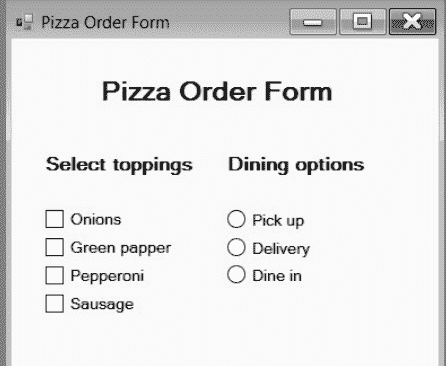 Pizza Order Form
Pizza Order Form
Select toppings
Onions
Green papper
Pepperoni
Sausage
Dining options
Pick up
Delivery
Dine in